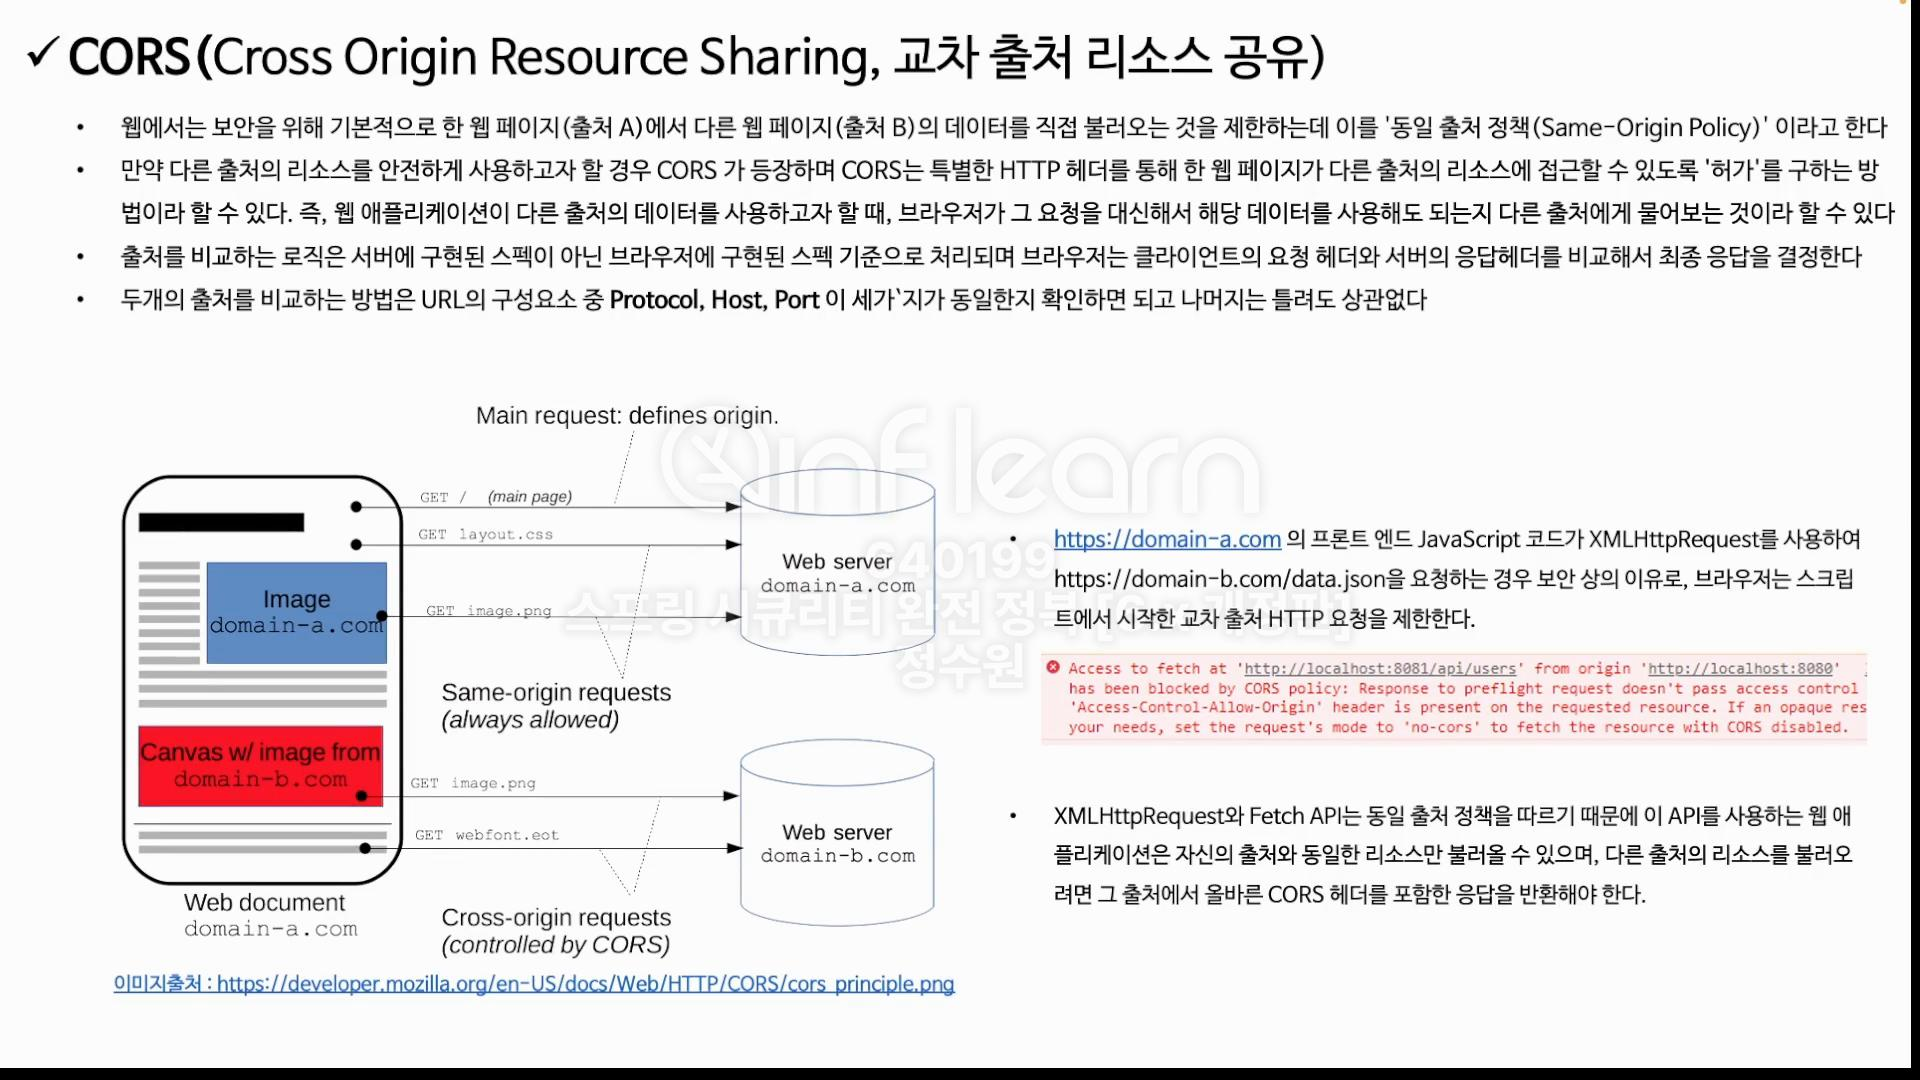 ✓ CORS(Cross Origin Resource Sharing, 교차 출처 리소스 공유)
• 웹에서는 보안을 위해 기본적으로 한 웹 페이지(출처 A)에서 다른 웹 페이지(출처 B)의 데이터를 직접 불러오는 것을 제한하는데 이를 '동일 출처 정책(Same-Origin Policy)' 이라고 한다
• 만약 다른 출처의 리소스를 안전하게 사용하고자 할 경우 CORS 가 등장하며 CORS는 특별한 HTTP 헤더를 통해 한 웹 페이지가 다른 출처의 리소스에 접근할 수 있도록 '허가'를 구하는 방
법이라 할 수 있다. 즉, 웹 애플리케이션이 다른 출처의 데이터를 사용하고자 할 때, 브라우저가 그 요청을 대신해서 해당 데이터를 사용해도 되는지 다른 출처에게 물어보는 것이라 할 수 있다
• 출처를 비교하는 로직은 서버에 구현된 스펙이 아닌 브라우저에 구현된 스펙 기준으로 처리되며 브라우저는 클라이언트의 요청 헤더와 서버의 응답헤더를 비교해서 최종 응답을 결정한다
• 두개의 출처를 비교하는 방법은 URL의 구성요소 중 Protocol, Host, Port 이 세가`지가 동일한지 확인하면 되고 나머지는 틀려도 상관없다
Main request: defines origin.
GET / (main page)
GET layout.css
Image
domain-a.com
GET image.png
Web server
domain-a.com
Same-origin requests
(always allowed)
Canvas w/ image from
domain-b.com
GET image.png
GET webfont.eot
Web server
domain-b.com
Web document
domain-a.com
Cross-origin requests
(controlled by CORS)
이미지출처 : https://developer.mozilla.org/en-US/docs/Web/HTTP/CORS/cors_principle.png
• https://domain-a.com 의 프론트 엔드 JavaScript 코드가 XMLHttpRequest를 사용하여
https://domain-b.com/data.json을 요청하는 경우 보안 상의 이유로, 브라우저는 스크립
트에서 시작한 교차 출처 HTTP 요청을 제한한다.
Access to fetch at 'http://localhost:8081/api/users' from origin 'http://localhost:8080'
has been blocked by CORS policy: Response to preflight request doesn't pass access control
'Access-Control-Allow-Origin' header is present on the requested resource. If an opaque res
your needs, set the request's mode to 'no-cors' to fetch the resource with CORS disabled.
• XMLHttpRequest와 Fetch API는 동일 출처 정책을 따르기 때문에 이 API를 사용하는 웹 애
플리케이션은 자신의 출처와 동일한 리소스만 불러올 수 있으며, 다른 출처의 리소스를 불러오
려면 그 출처에서 올바른 CORS 헤더를 포함한 응답을 반환해야 한다.
inflearn
640199
스프링 시큐리티 완전 정복 [6.x 개정판]
정수원